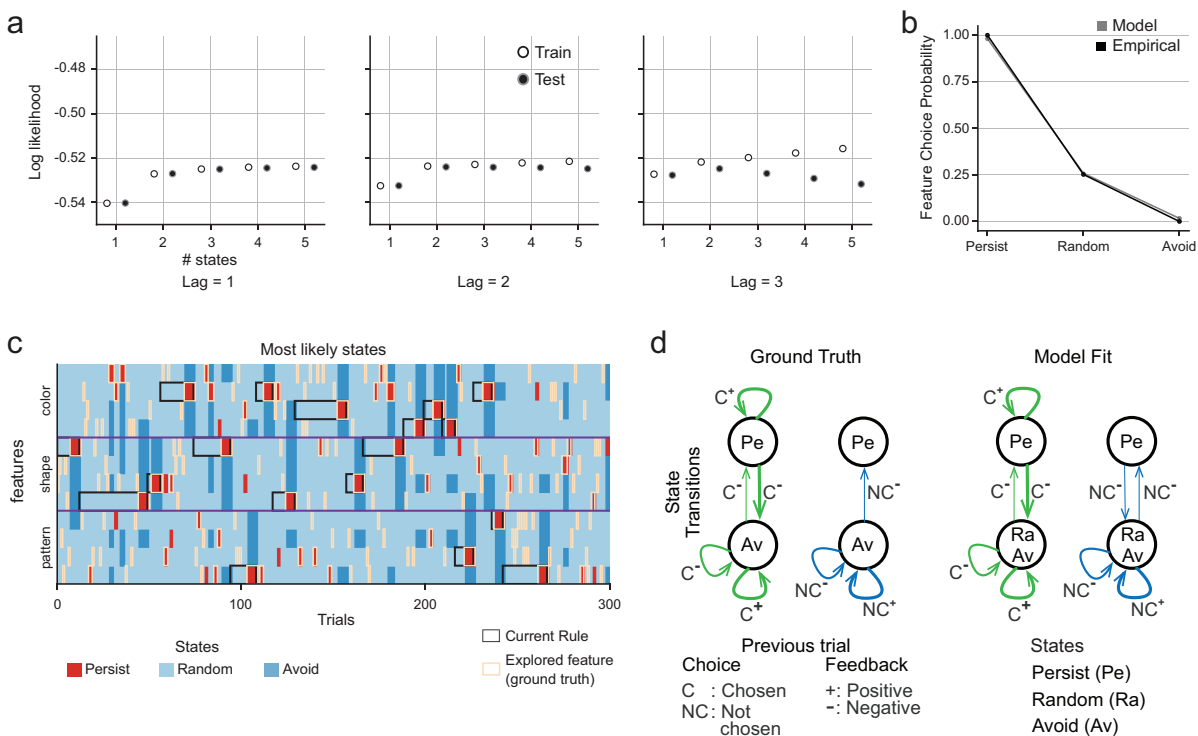 a
Log likelihood
-0.48
-0.50
-0.52
-0.54
Train
Test
1 2 3 4 5
1 2 3 4 5
1 2 3 4 5
# states
Lag = 1
Lag = 2
Lag = 3
b
Model
Empirical
Feature Choice Probability
1.00
0.75
0.50
0.25
0.00
Persist Random Avoid
c
Most likely states
features
color
shape
pattern
0 100 200 300
Trials
States
Persist Random Avoid
Current Rule
Explored feature
(ground truth)
d
Ground Truth
Model Fit
State
Transitions
C+
Pe
C- C-
Av
C-
C+
Pe
NC-
Av
NC-
NC+
C+
Pe
C- C-
Ra
Av
C-
C+
Pe
NC- NC-
Ra
Av
NC-
NC+
Previous trial
Choice
C : Chosen
NC: Not
chosen
Feedback
+: Positive
-: Negative
States
Persist (Pe)
Random (Ra)
Avoid (Av)